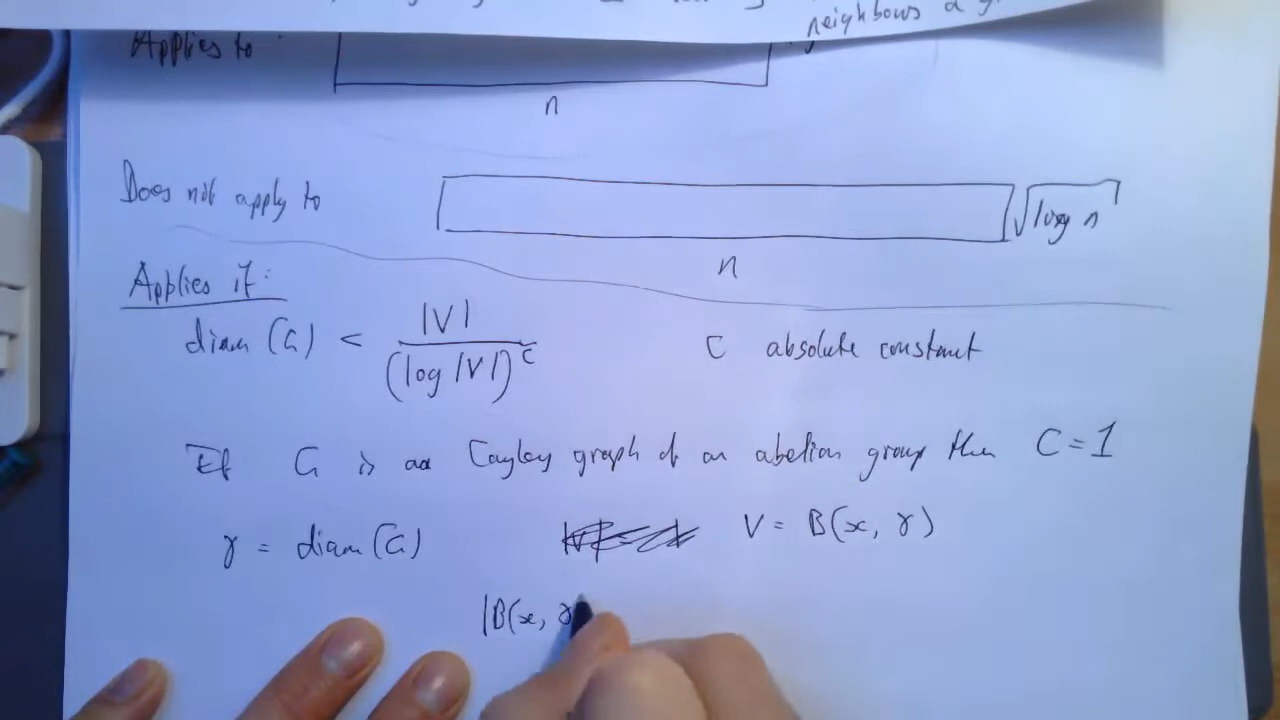 neighbours
Applies to
n
Does not apply to √log n
n
Applies if:
diam (G) < |V| / (log |V|)^C C absolute constant
If G is a Cayley graph of an abelian group then C = 1
γ = diam (G) V = B(x, γ)
|B(x, γ